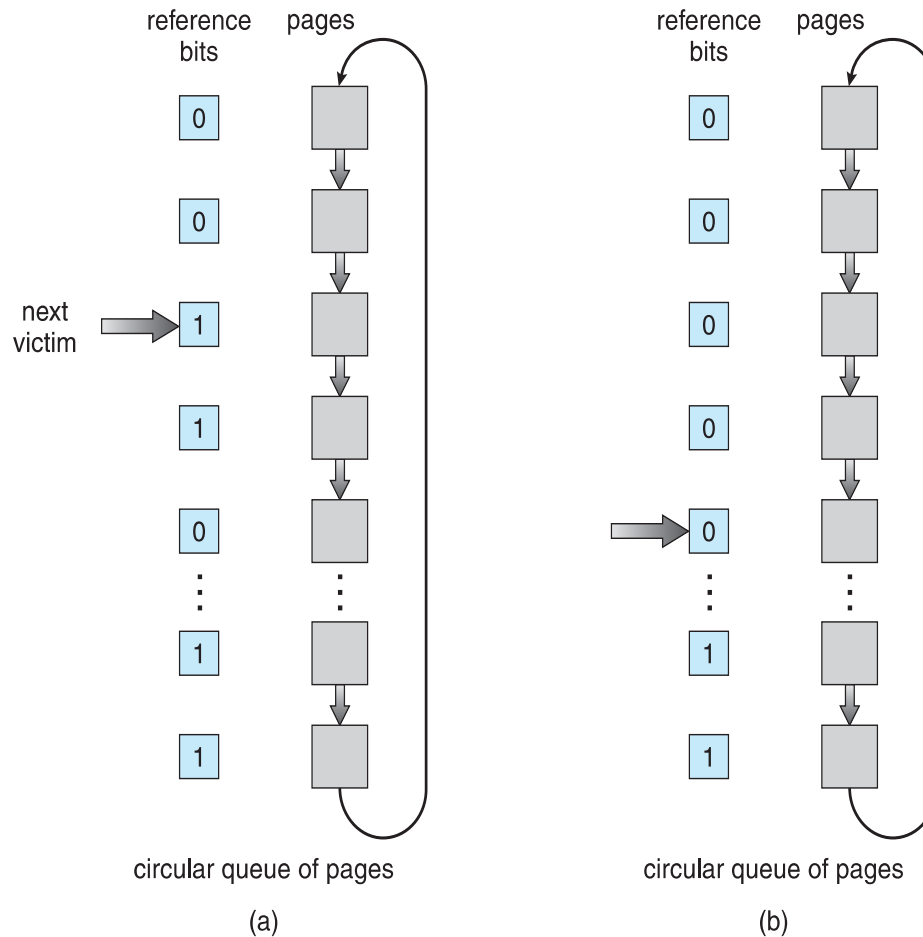 reference bits
pages
0
0
next victim
1
1
0
1
1
circular queue of pages
(a)
reference bits
pages
0
0
0
0
0
1
1
circular queue of pages
(b)